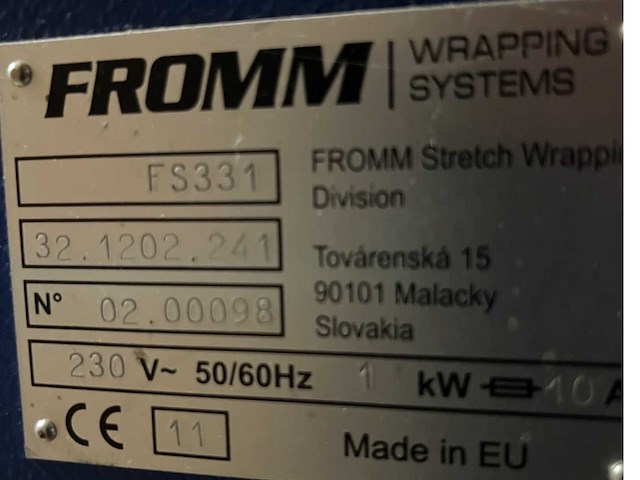 FROMM | WRAPPING SYSTEMS
FS331
FROMM Stretch Wrappi
Division
32.1202.241
Továrenská 15
90101 Malacky
Slovakia
N° 02.00098
230 V~ 50/60Hz 1 kW 10 A
CE 11
Made in EU